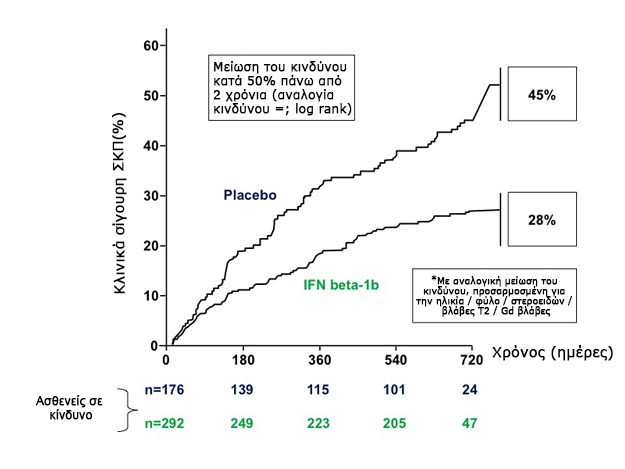 60
Μείωση του κινδύνου
κατά 50% πάνω από
2 χρόνια (αναλογία
κινδύνου =; log rank)
50
45%
40
Κλινικά σίγουρη ΣΚΠ(%)
30
Placebo
28%
20
IFN beta-1b
*Με αναλογική μείωση του
κινδύνου, προσαρμοσμένη για
την ηλικία / φύλο / στεροειδών /
βλάβες T2 / Gd βλάβες
10
0
0 180 360 540 720 Χρόνος (ημέρες)
Ασθενείς σε
κίνδυνο
n=176 139 115 101 24
n=292 249 223 205 47